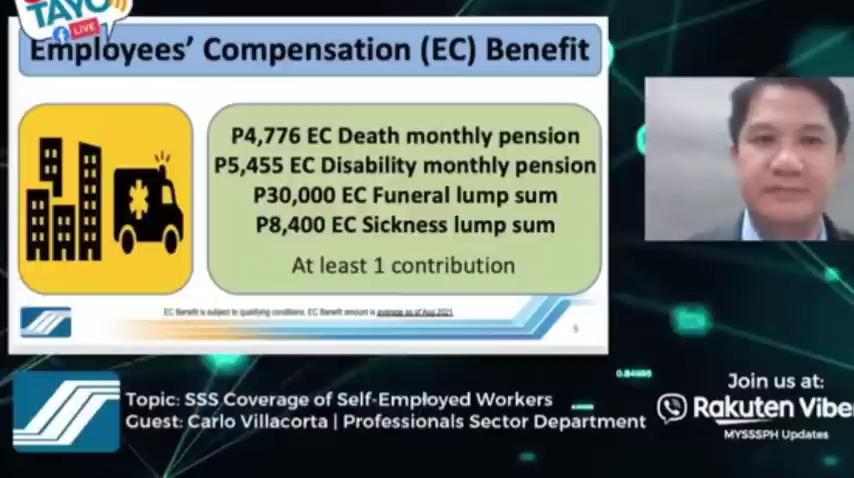 TAYO
LIVE
Employees' Compensation (EC) Benefit
P4,776 EC Death monthly pension
P5,455 EC Disability monthly pension
P30,000 EC Funeral lump sum
P8,400 EC Sickness lump sum
At least 1 contribution
EC Benefit is subject to qualifying conditions. EC Benefit amount is average as of Aug 2021.
9
Topic: SSS Coverage of Self-Employed Workers
Guest: Carlo Villacorta | Professionals Sector Department
Join us at:
Rakuten Viber
MYSSSPH Updates